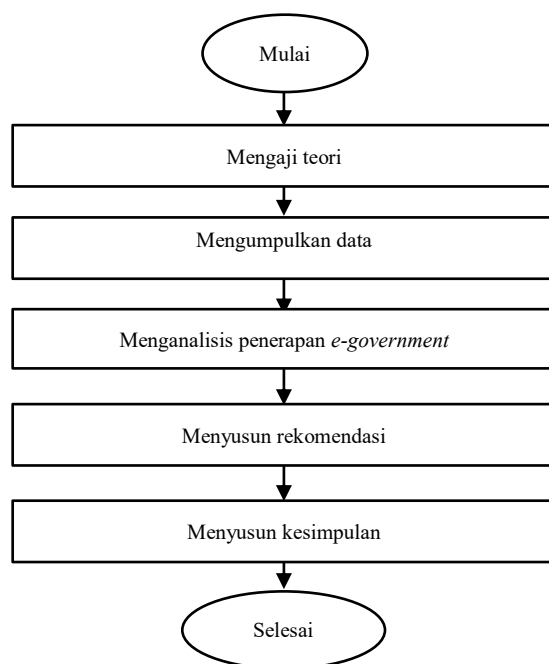 Mulai
Mengaji teori
Mengumpulkan data
Menganalisis penerapan e-government
Menyusun rekomendasi
Menyusun kesimpulan
Selesai